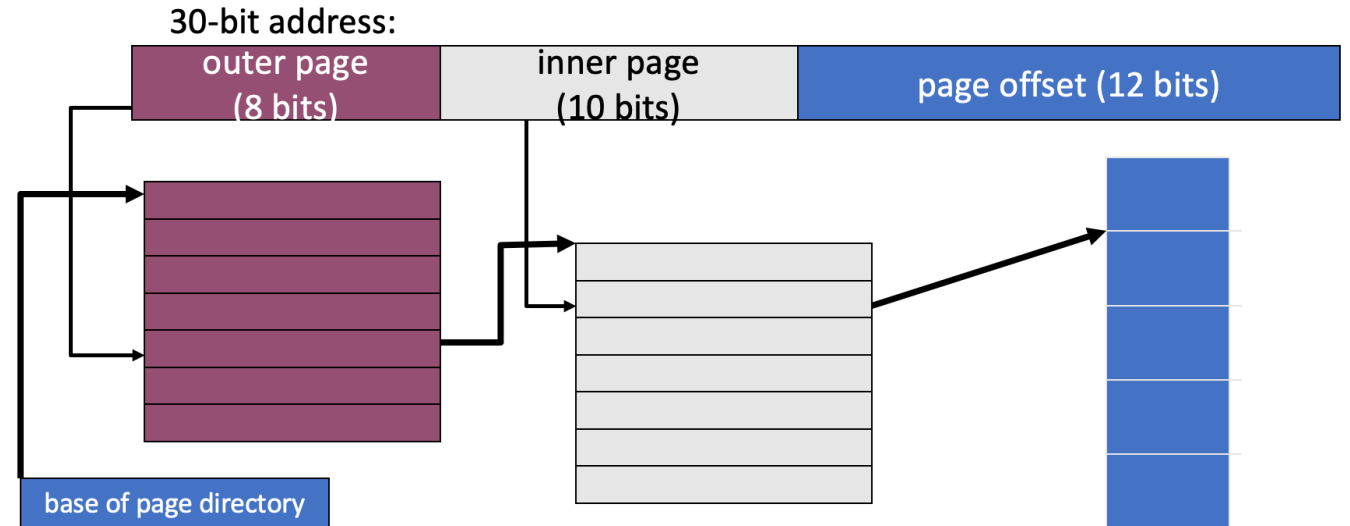 30-bit address:
outer page
(8 bits)
inner page
(10 bits)
page offset (12 bits)
base of page directory